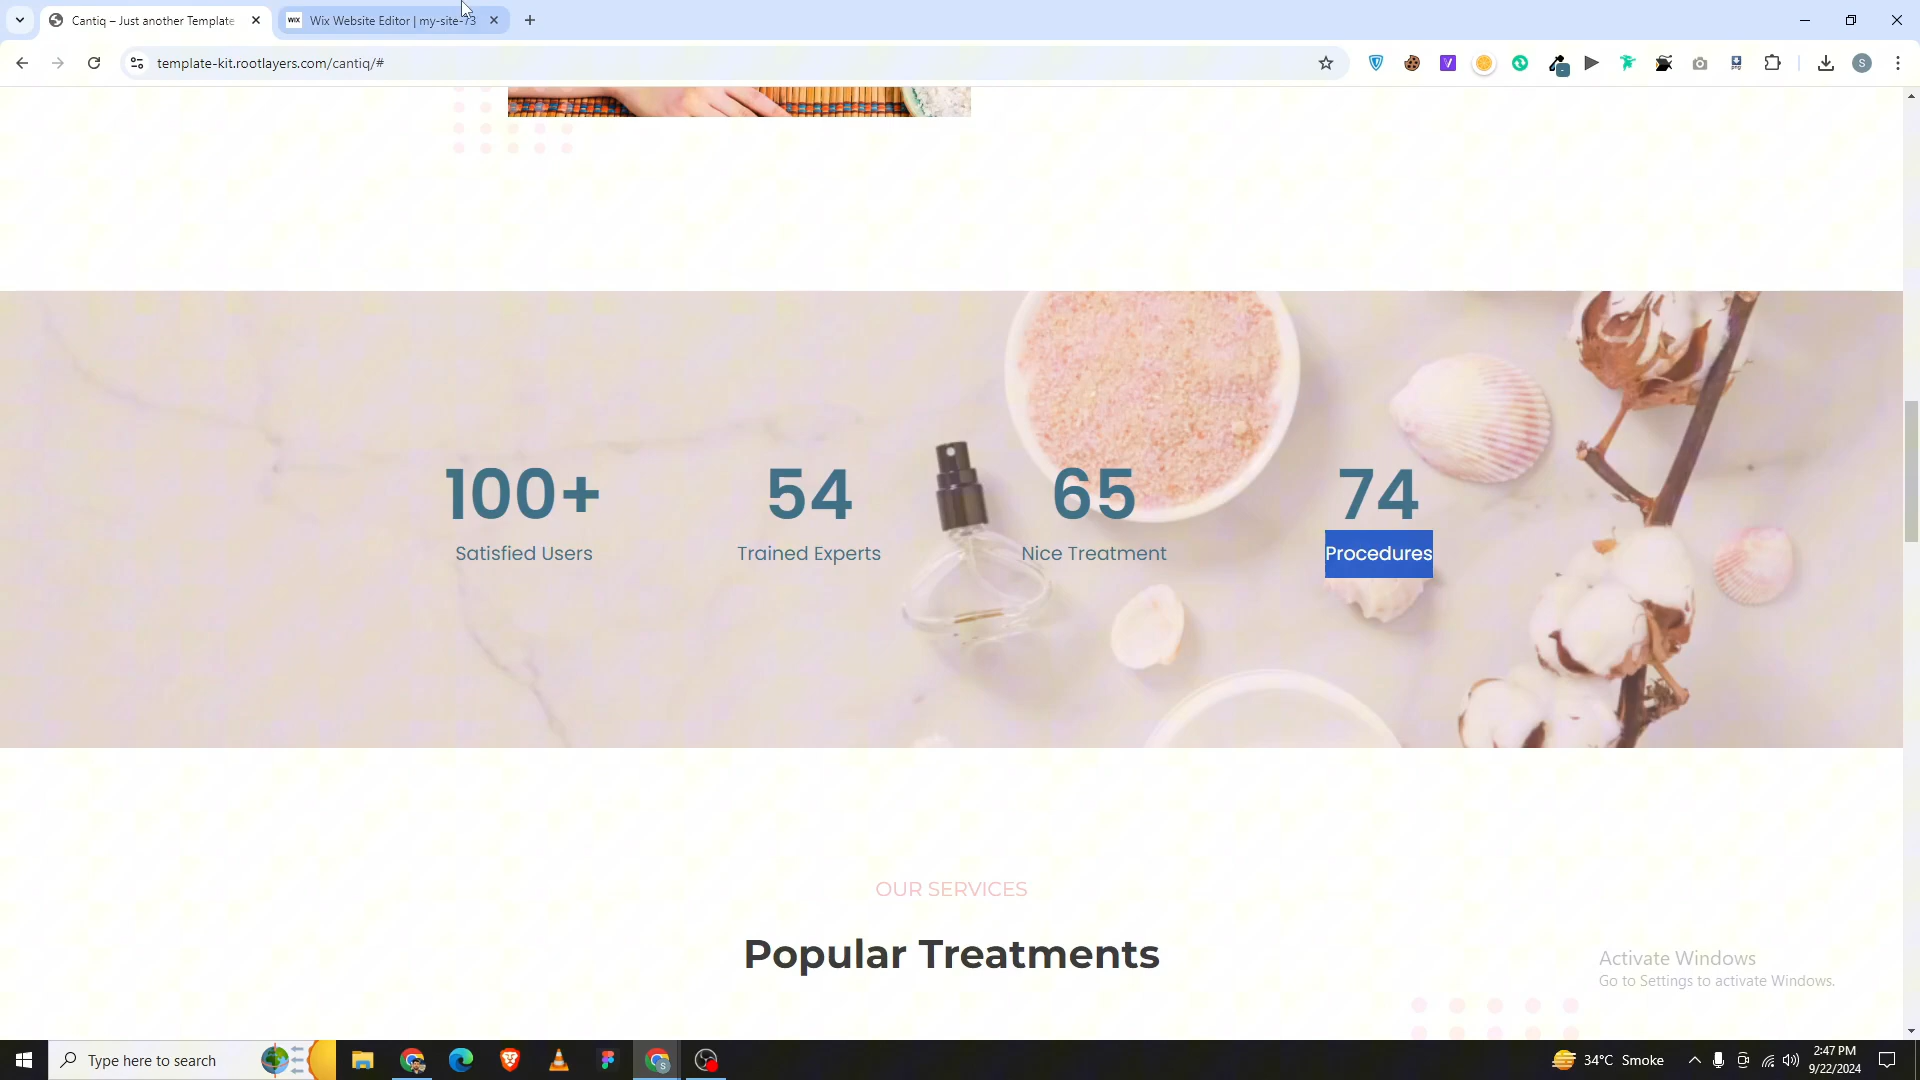 Cantiq – Just another Template
Wix Website Editor | my-site-73
template-kit.rootlayers.com/cantiq/#
100+
54
65
74
Satisfied Users
Trained Experts
Nice Treatment
Procedures
OUR SERVICES
Popular Treatments
Activate Windows
Go to Settings to activate Windows.
Type here to search
34°C Smoke
2:47 PM
9/22/2024